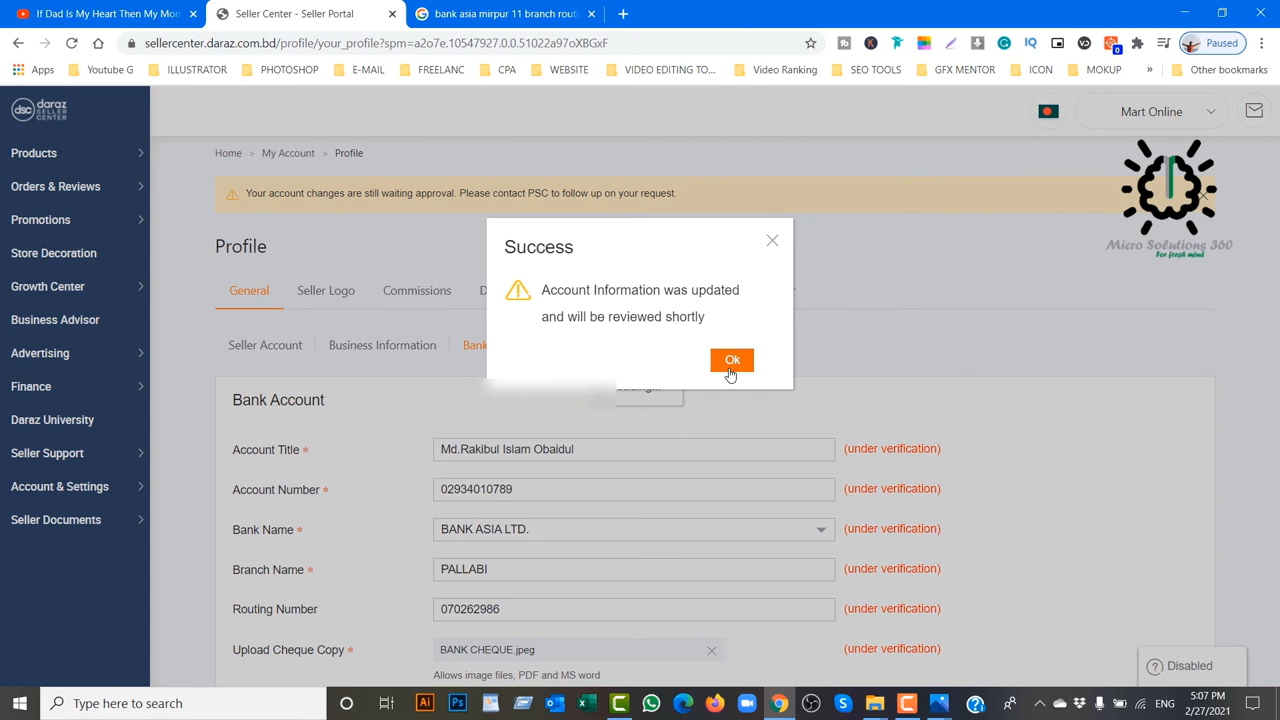 If Dad Is My Heart Then My Mom
Seller Center - Seller Portal
bank asia mirpur 11 branch rout
sellercenter.daraz.com.bd/profile/your_profile?spm=a2o7e.10547927.0.0.51022a97oXBGxF
Paused
Apps
Youtube G
ILLUSTRATOR
PHOTOSHOP
E-MAIL
FREELANC
CPA
WEBSITE
VIDEO EDITING TO...
Video Ranking
SEO TOOLS
GFX MENTOR
ICON
MOKUP
»
Other bookmarks
dsc daraz SELLER CENTER
Mart Online
Products
Orders & Reviews
Promotions
Store Decoration
Growth Center
Business Advisor
Advertising
Finance
Daraz University
Seller Support
Account & Settings
Seller Documents
Home > My Account > Profile
Your account changes are still waiting approval. Please contact PSC to follow up on your request.
Micro Solutions 360
For fresh mind
Profile
General
Seller Logo
Commissions
Seller Account
Business Information
Bank
Success
Account Information was updated
and will be reviewed shortly
Ok
Bank Account
Account Title *
Md.Rakibul Islam Obaidul
(under verification)
Account Number *
02934010789
(under verification)
Bank Name *
BANK ASIA LTD.
(under verification)
Branch Name *
PALLABI
(under verification)
Routing Number
070262986
(under verification)
Upload Cheque Copy *
BANK CHEQUE.jpeg
(under verification)
Allows image files, PDF and MS word
Disabled
Type here to search
ENG
5:07 PM
2/27/2021